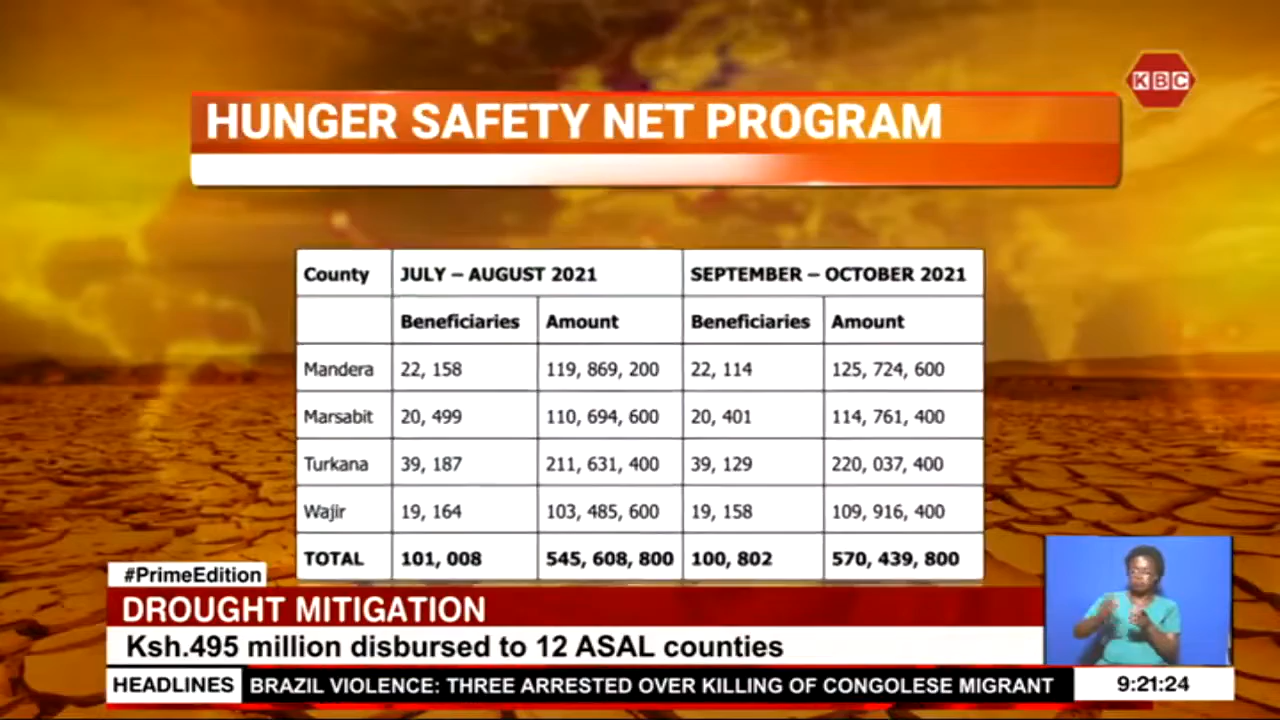 KBC
HUNGER SAFETY NET PROGRAM
County JULY – AUGUST 2021 SEPTEMBER – OCTOBER 2021
Beneficiaries Amount Beneficiaries Amount
Mandera 22, 158 119, 869, 200 22, 114 125, 724, 600
Marsabit 20, 499 110, 694, 600 20, 401 114, 761, 400
Turkana 39, 187 211, 631, 400 39, 129 220, 037, 400
Wajir 19, 164 103, 485, 600 19, 158 109, 916, 400
TOTAL 101, 008 545, 608, 800 100, 802 570, 439, 800
#PrimeEdition
DROUGHT MITIGATION
Ksh.495 million disbursed to 12 ASAL counties
HEADLINES BRAZIL VIOLENCE: THREE ARRESTED OVER KILLING OF CONGOLESE MIGRANT 9:21:24